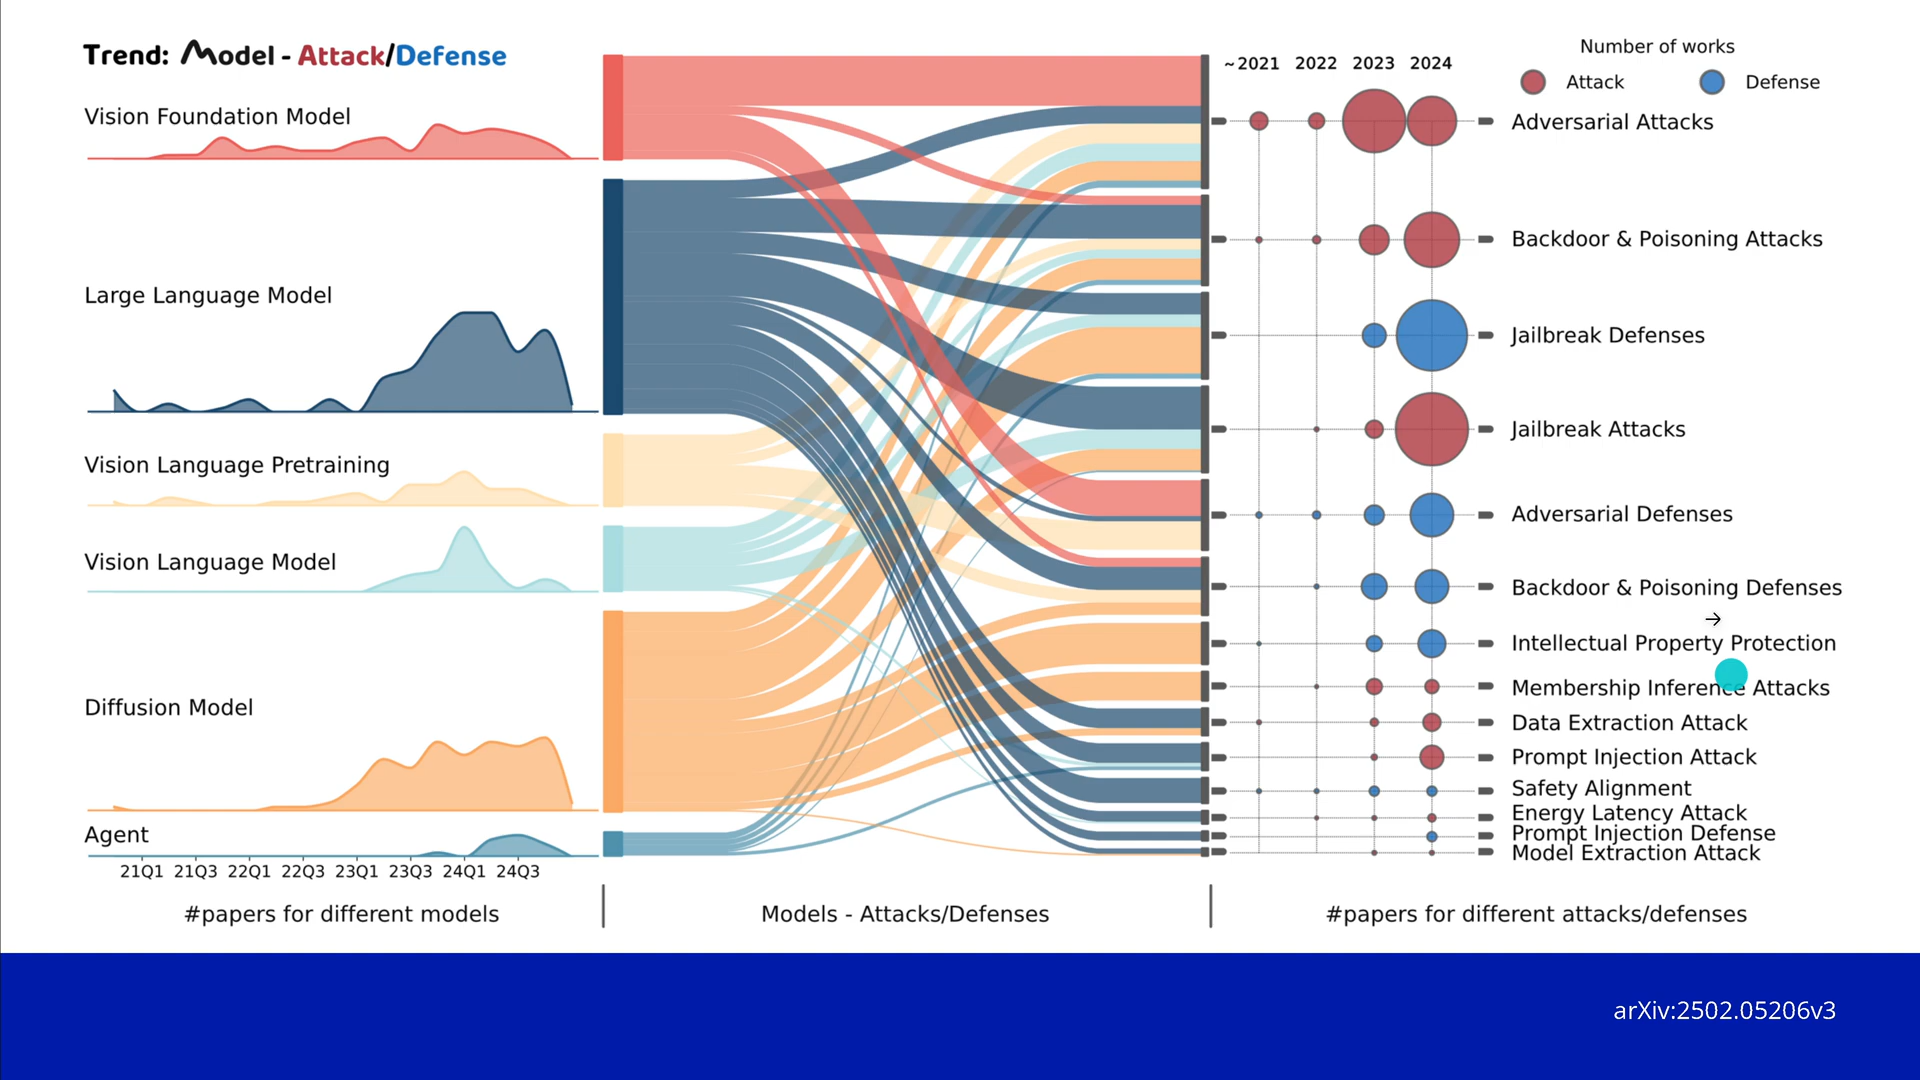 Trend: Model - Attack/Defense
Vision Foundation Model
Large Language Model
Vision Language Pretraining
Vision Language Model
Diffusion Model
Agent
21Q1 21Q3 22Q1 22Q3 23Q1 23Q3 24Q1 24Q3
#papers for different models
Models - Attacks/Defenses
~2021 2022 2023 2024
Number of works
Attack Defense
Adversarial Attacks
Backdoor & Poisoning Attacks
Jailbreak Defenses
Jailbreak Attacks
Adversarial Defenses
Backdoor & Poisoning Defenses
Intellectual Property Protection
Membership Inference Attacks
Data Extraction Attack
Prompt Injection Attack
Safety Alignment
Energy Latency Attack
Prompt Injection Defense
Model Extraction Attack
#papers for different attacks/defenses
arXiv:2502.05206v3